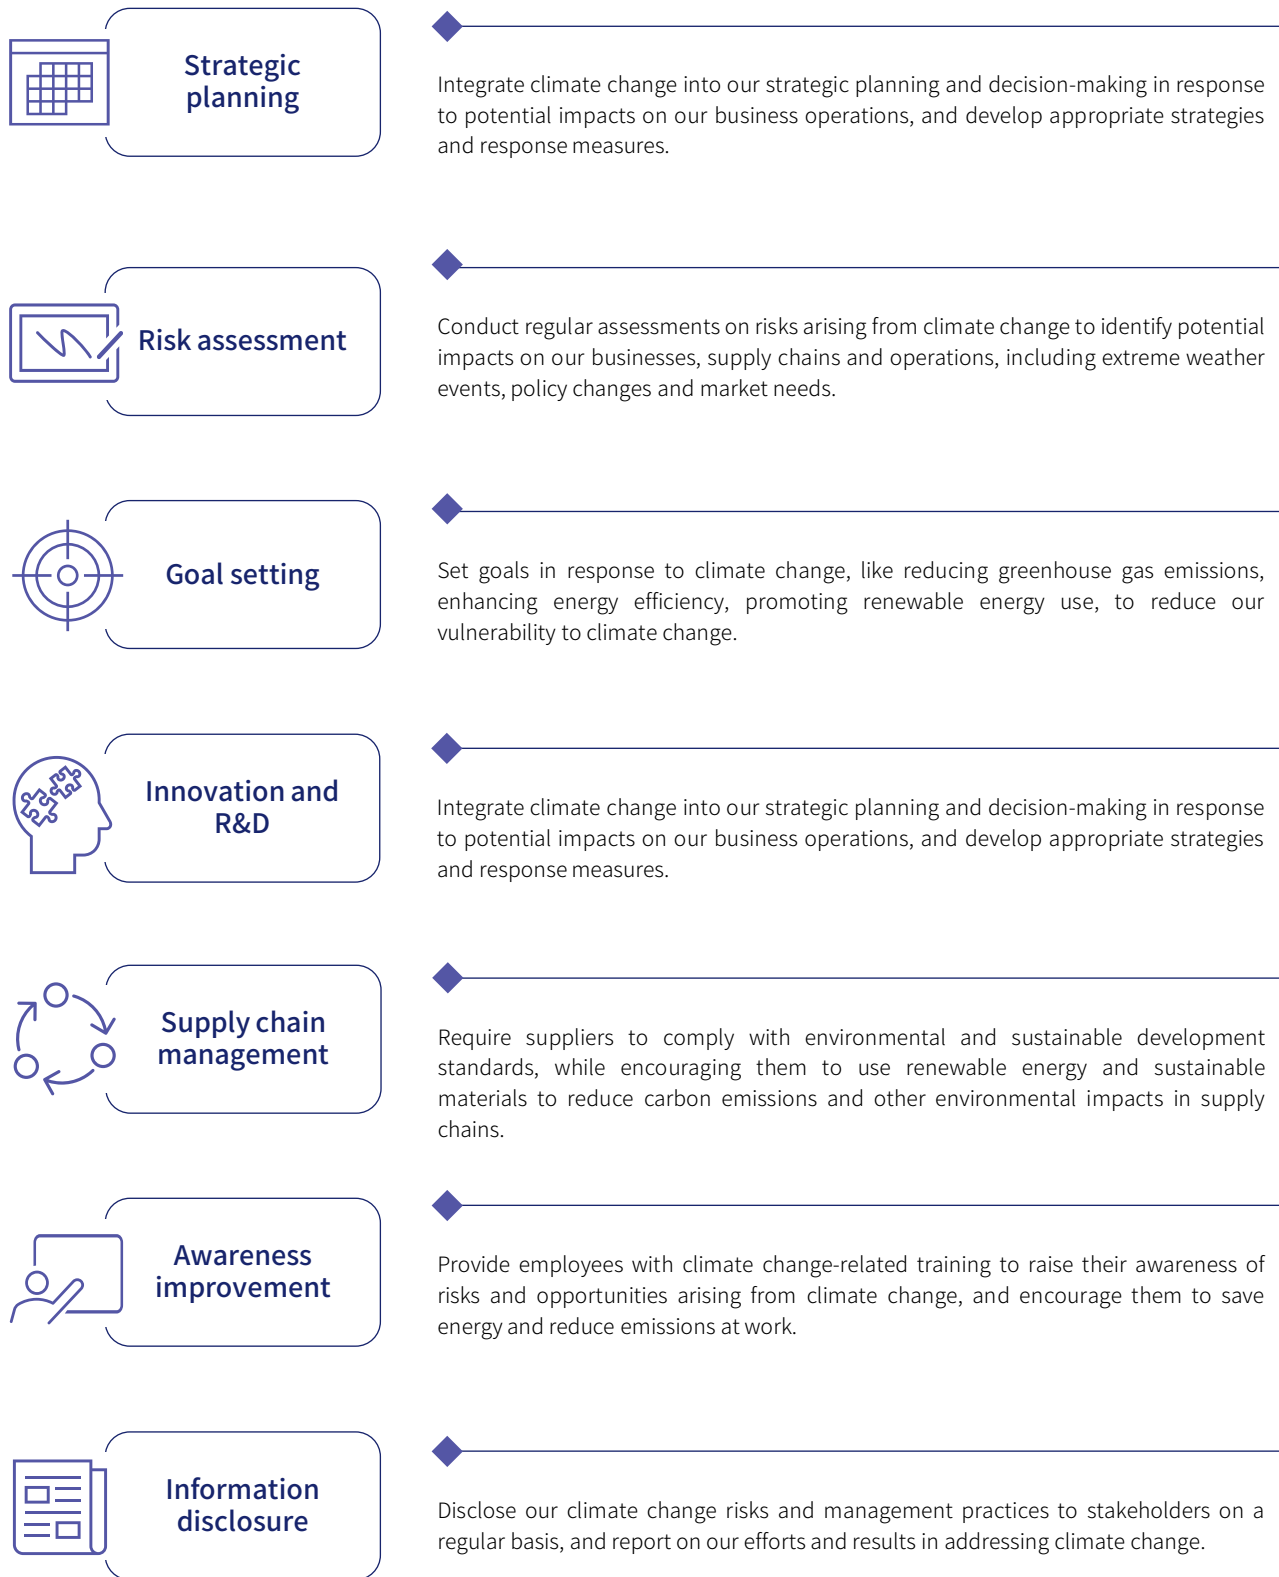 Strategic
planning
Integrate climate change into our strategic planning and decision-making in response
to potential impacts on our business operations, and develop appropriate strategies
and response measures.
Risk assessment
Conduct regular assessments on risks arising from climate change to identify potential
impacts on our businesses, supply chains and operations, including extreme weather
events, policy changes and market needs.
Goal setting
Set goals in response to climate change, like reducing greenhouse gas emissions,
enhancing energy efficiency, promoting renewable energy use, to reduce our
vulnerability to climate change.
Innovation and
R&D
Integrate climate change into our strategic planning and decision-making in response
to potential impacts on our business operations, and develop appropriate strategies
and response measures.
Supply chain
management
Require suppliers to comply with environmental and sustainable development
standards, while encouraging them to use renewable energy and sustainable
materials to reduce carbon emissions and other environmental impacts in supply
chains.
Awareness
improvement
Provide employees with climate change-related training to raise their awareness of
risks and opportunities arising from climate change, and encourage them to save
energy and reduce emissions at work.
Information
disclosure
Disclose our climate change risks and management practices to stakeholders on a
regular basis, and report on our efforts and results in addressing climate change.